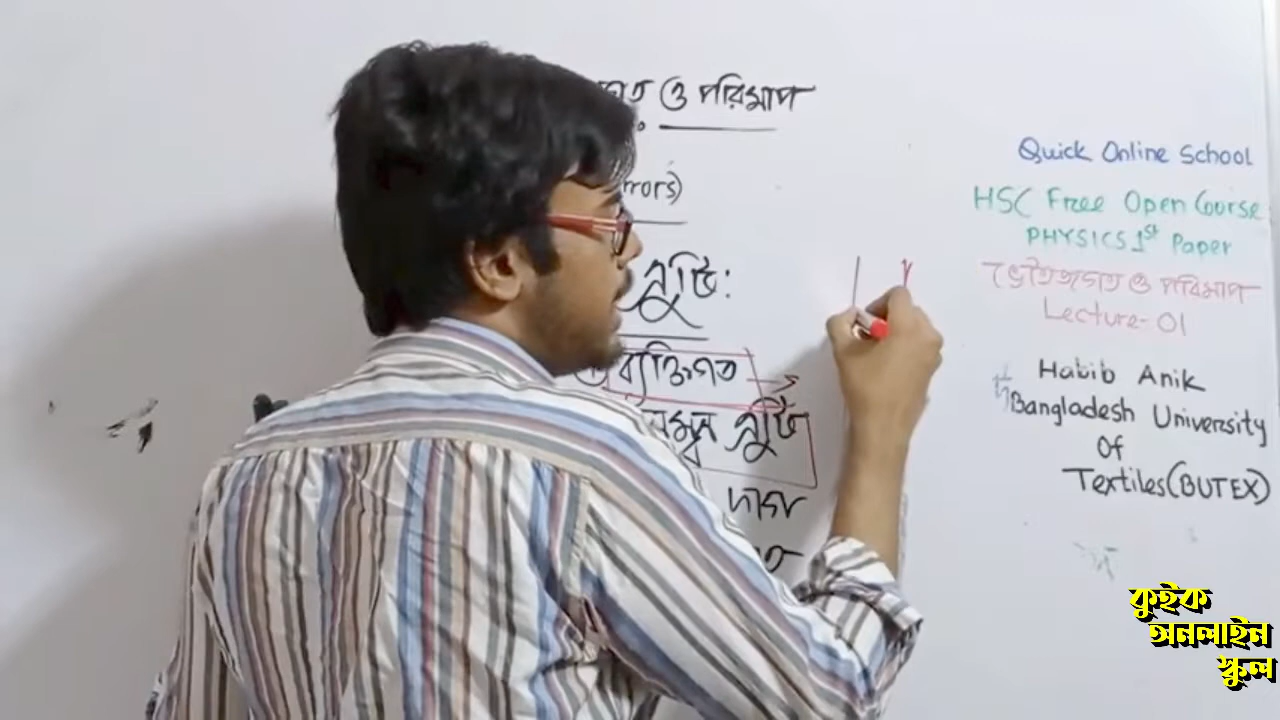 ও পরিমাপ
rrors)
ত্রুটি:
ব্যক্তিগত →
ত্রুটি
দাগ
Quick Online School
HSC Free Open Course
PHYSICS 1st Paper
ভৌতজগত ও পরিমাপ
Lecture-01
Habib Anik
Bangladesh University
Of
Textiles(BUTEX)
কুইক
অনলাইন
স্কুল